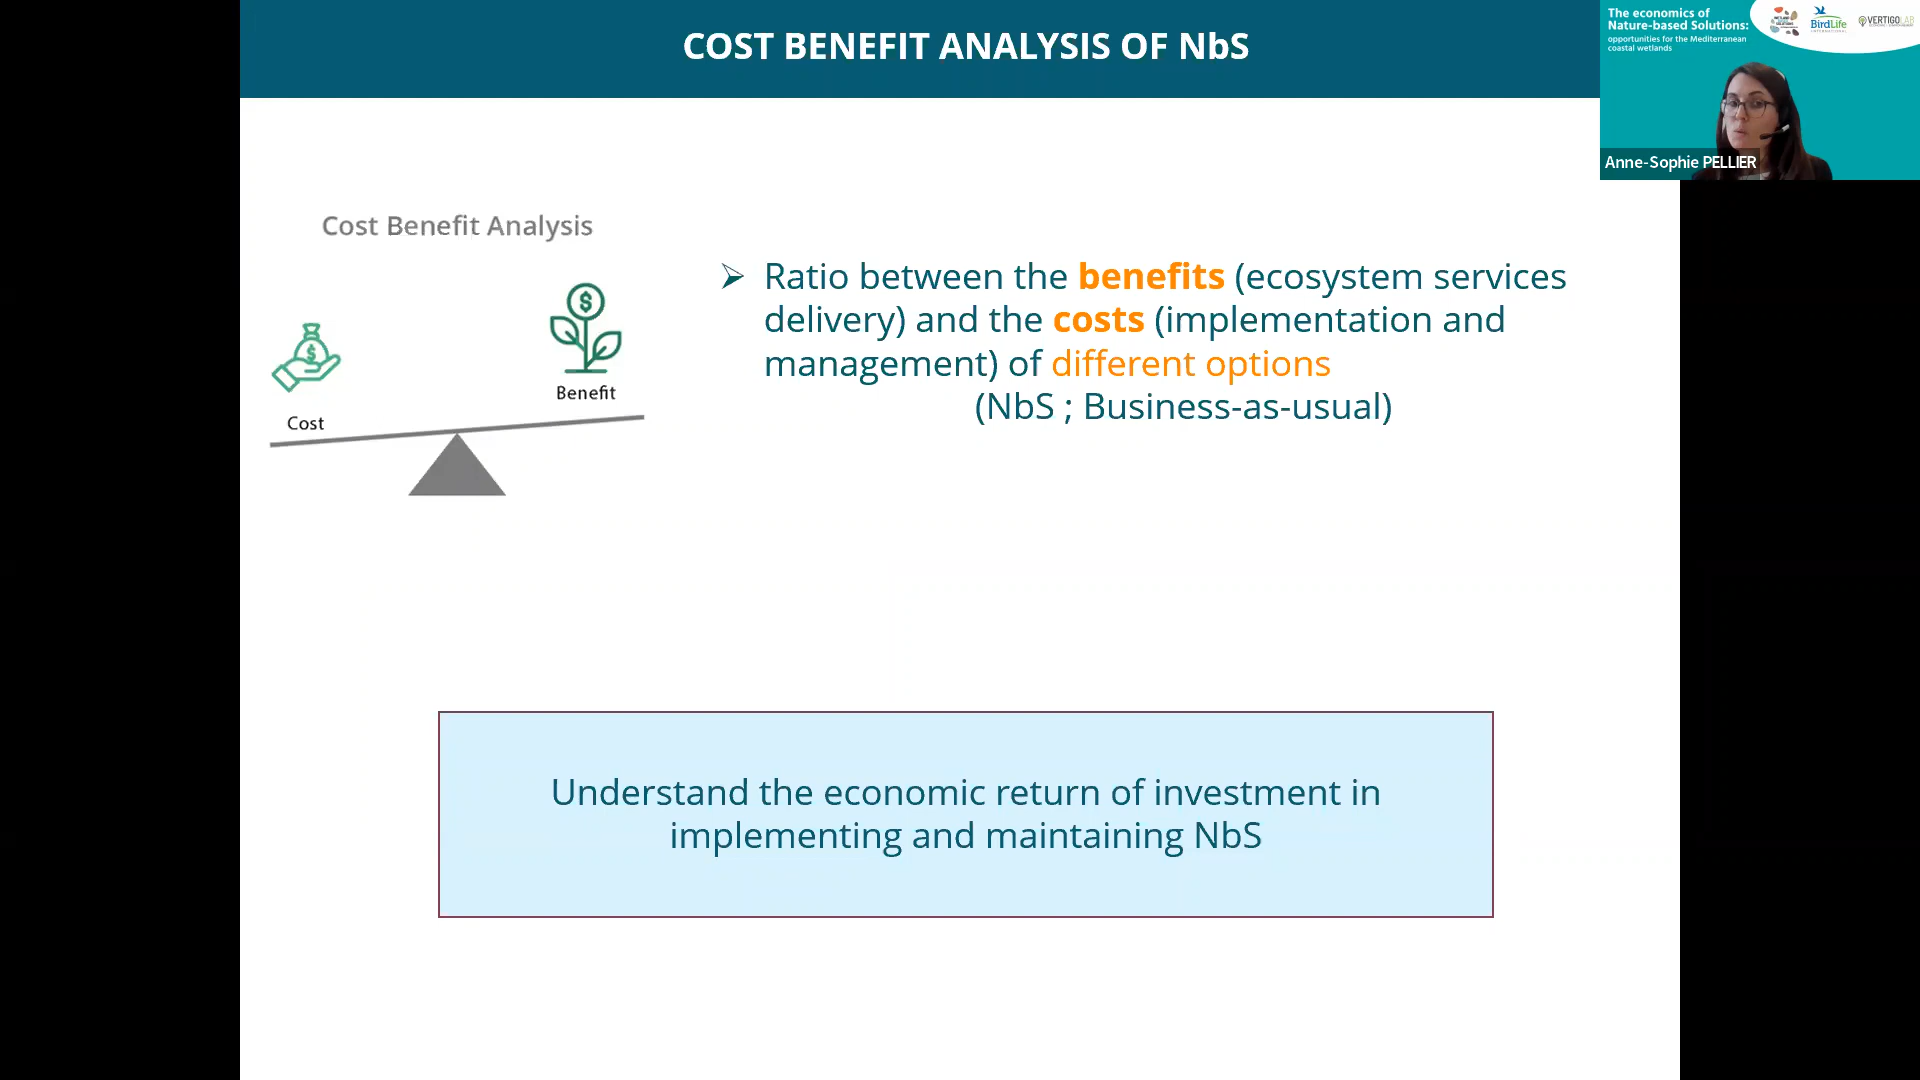 COST BENEFIT ANALYSIS OF NbS
The economics of
Nature-based Solutions:
opportunities for the Mediterranean
coastal wetlands
BirdLife
INTERNATIONAL
VERTIGOLAB
Anne-Sophie PELLIER
Cost Benefit Analysis
Cost
Benefit
➢ Ratio between the benefits (ecosystem services
delivery) and the costs (implementation and
management) of different options
(NbS ; Business-as-usual)
Understand the economic return of investment in
implementing and maintaining NbS